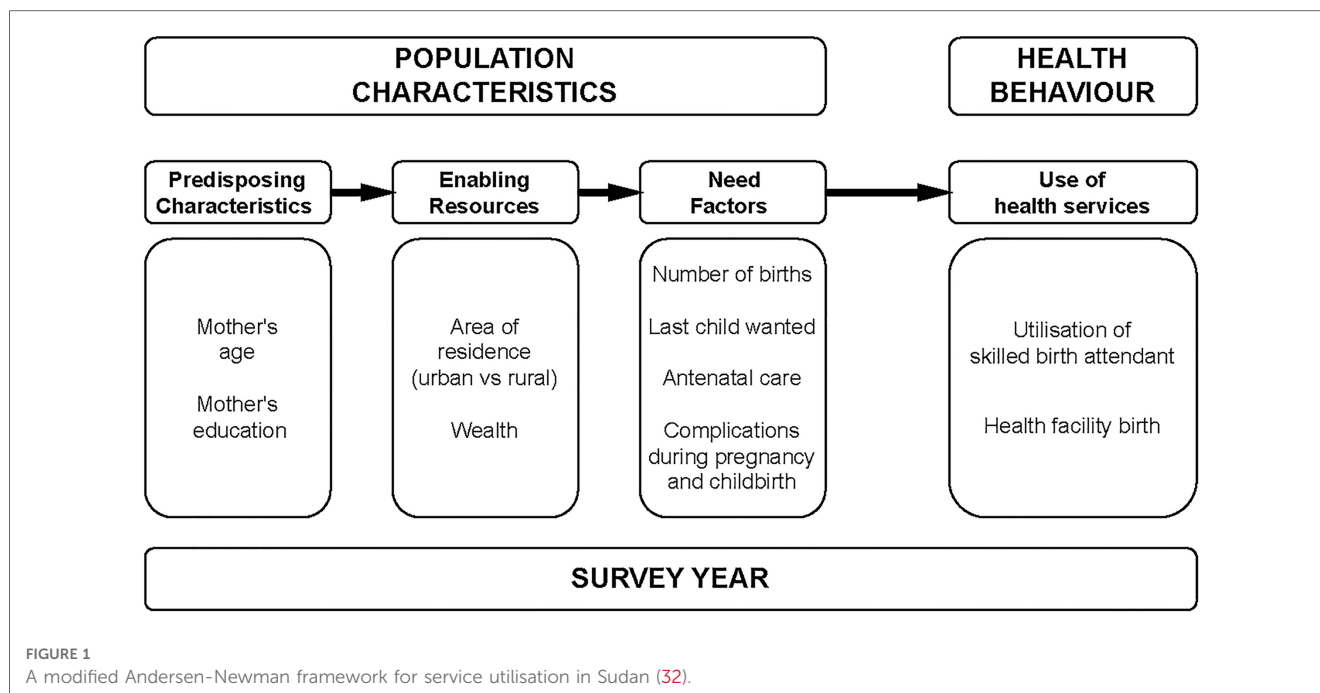 POPULATION
CHARACTERISTICS
HEALTH
BEHAVIOUR
Predisposing
Characteristics
Enabling
Resources
Need
Factors
Use of
health services
Mother's
age
Mother's
education
Area of
residence
(urban vs rural)
Wealth
Number of births
Last child wanted
Antenatal care
Complications
during pregnancy
and childbirth
Utilisation of
skilled birth attendant
Health facility birth
SURVEY YEAR
FIGURE 1
A modified Andersen-Newman framework for service utilisation in Sudan (32).